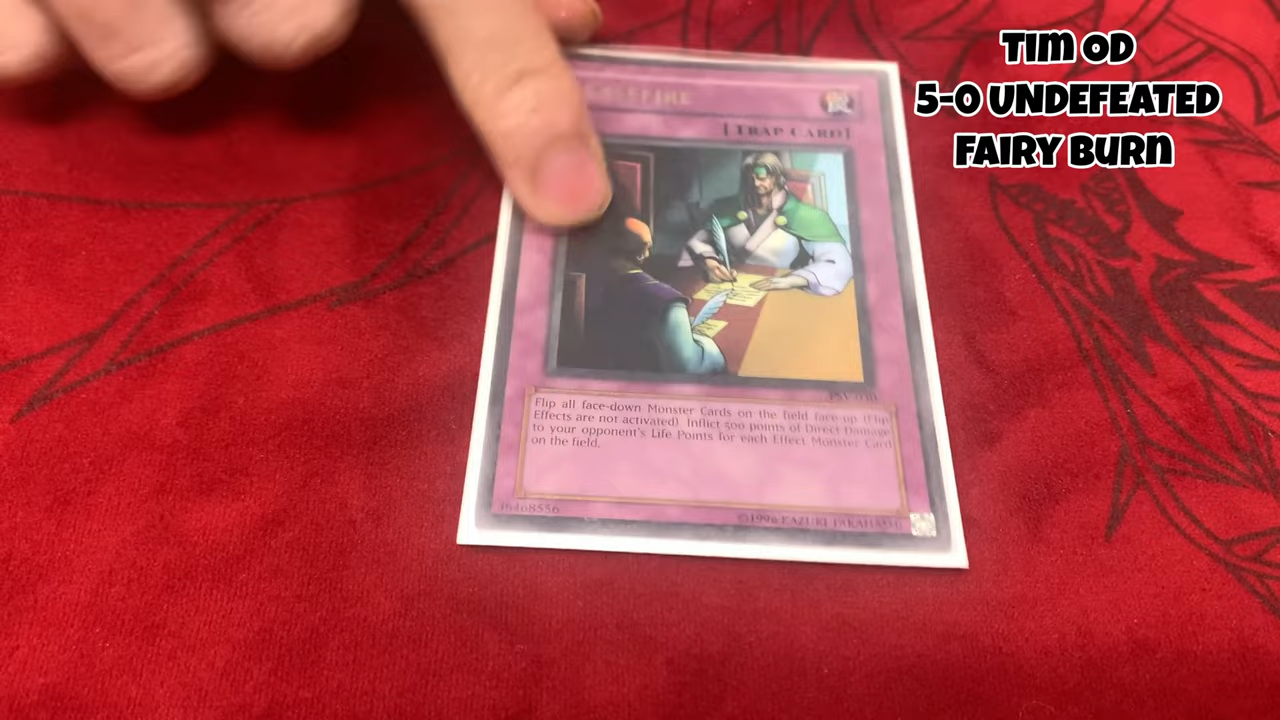 Tim OD
5-0 UNDEFEATED
FAIRY BURN
[TRAP CARD]
Flip all face-down Monster Cards on the field face-up (Flip
Effects are not activated). Inflict 500 points of Direct Damage
to your opponent's Life Points for each Effect Monster Card
on the field.
©1996 KAZUKI TAKAHASHI